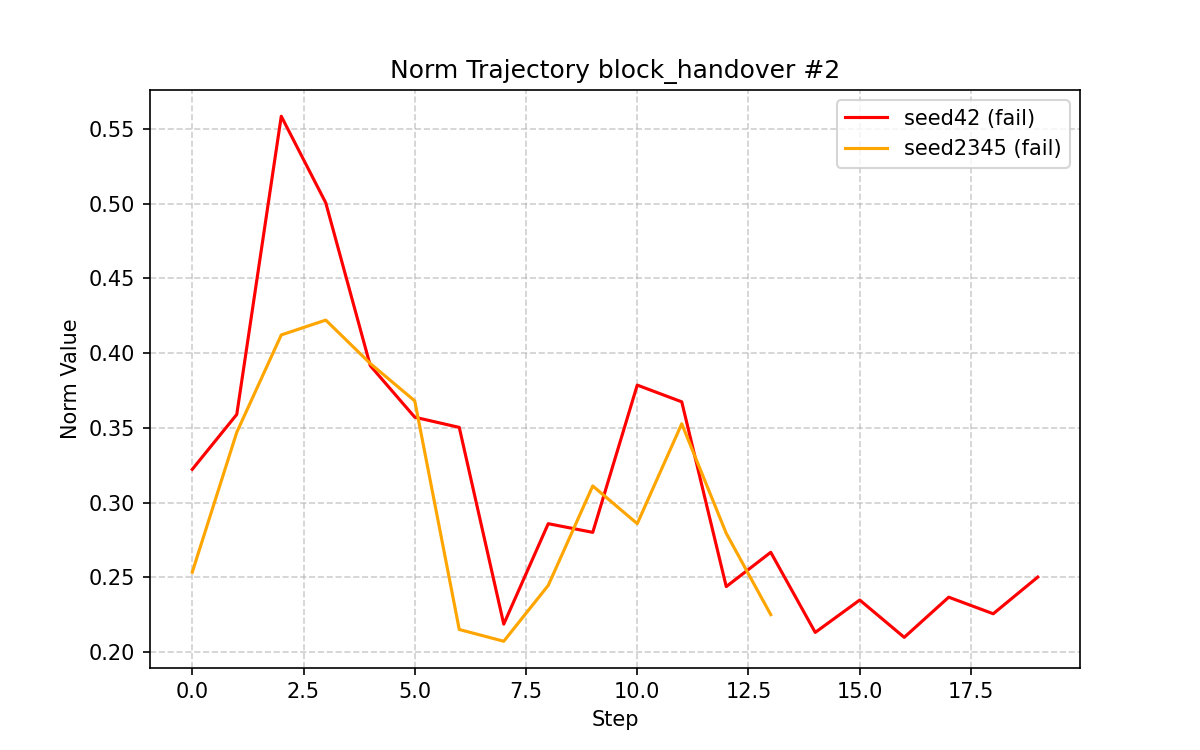 Norm Trajectory block_handover #2
seed42 (fail)
seed2345 (fail)
Norm Value
0.55
0.50
0.45
0.40
0.35
0.30
0.25
0.20
0.0 2.5 5.0 7.5 10.0 12.5 15.0 17.5
Step